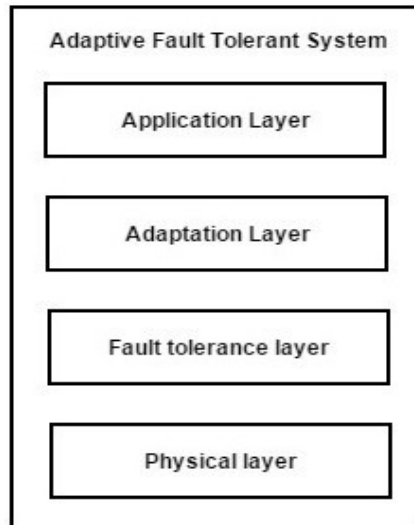 Adaptive Fault Tolerant System
Application Layer
Adaptation Layer
Fault tolerance layer
Physical layer